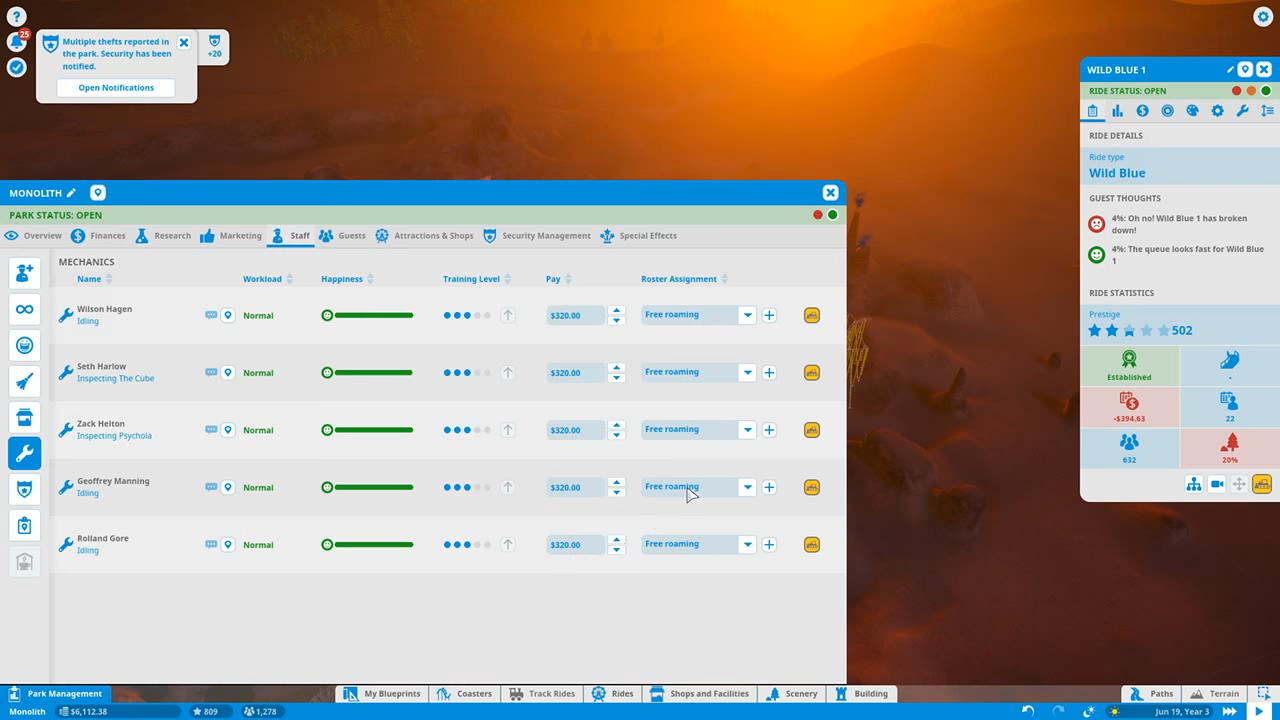 ?
25
Multiple thefts reported in
the park. Security has been
notified.
Open Notifications
+20
MONOLITH
PARK STATUS: OPEN
Overview
Finances
Research
Marketing
Staff
Guests
Attractions & Shops
Security Management
Special Effects
MECHANICS
Name
Workload
Happiness
Training Level
Pay
Roster Assignment
Wilson Hagen
Idling
Normal
$320.00
Free roaming
Seth Harlow
Inspecting The Cube
Normal
$320.00
Free roaming
Zack Helton
Inspecting Psychola
Normal
$320.00
Free roaming
Geoffrey Manning
Idling
Normal
$320.00
Free roaming
Rolland Gore
Idling
Normal
$320.00
Free roaming
WILD BLUE 1
RIDE STATUS: OPEN
RIDE DETAILS
Ride type
Wild Blue
GUEST THOUGHTS
4%: Oh no! Wild Blue 1 has broken
down!
4%: The queue looks fast for Wild Blue
1
RIDE STATISTICS
Prestige
502
Established
-
-$394.63
22
632
20%
Park Management
My Blueprints
Coasters
Track Rides
Rides
Shops and Facilities
Scenery
Building
Paths
Terrain
Monolith
$6,112.38
809
1,278
Jun 19, Year 3